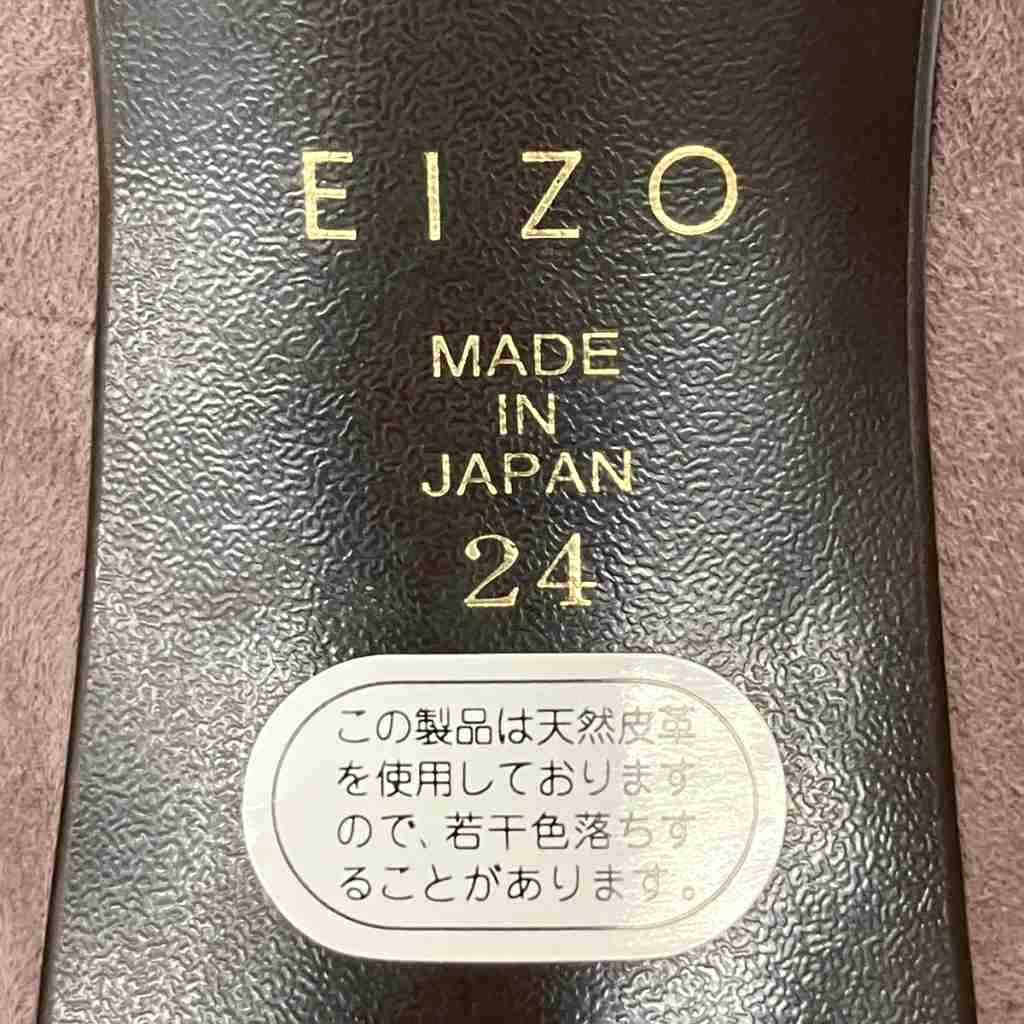 EIZO
MADE
IN
JAPAN
24
この製品は天然皮革
を使用しております
ので、若干色落ちす
ることがあります。